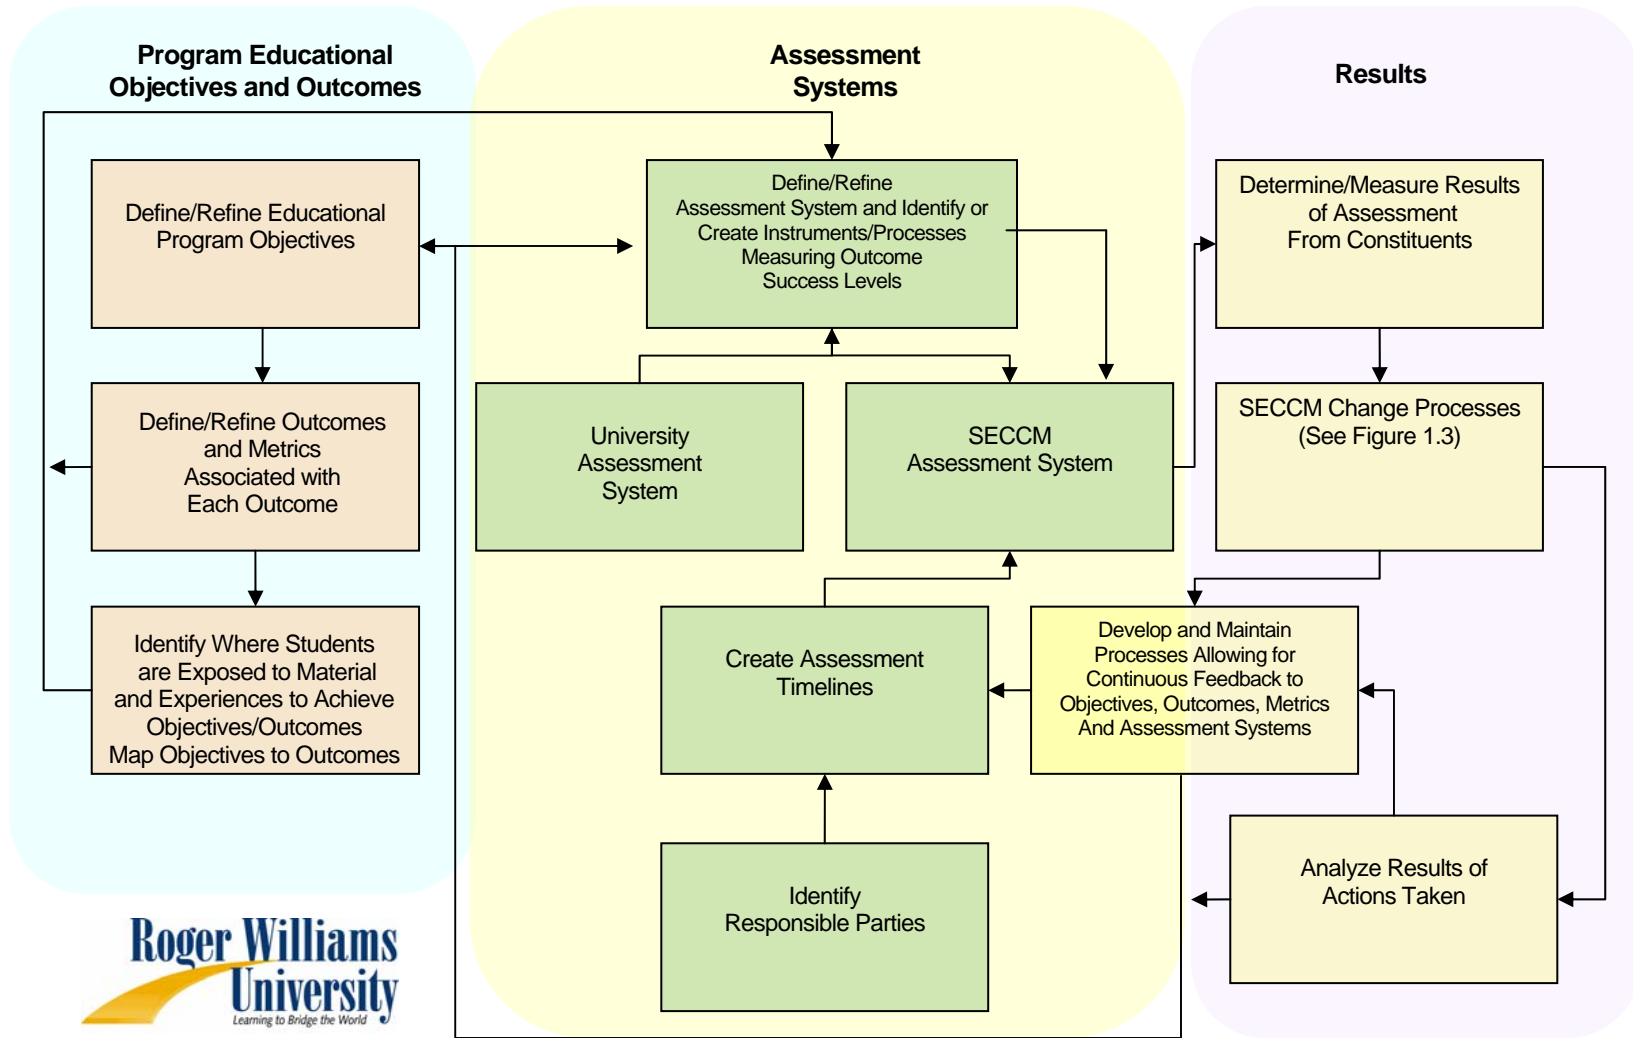 Program Educational
Objectives and Outcomes
Define/Refine Educational
Program Objectives
Define/Refine Outcomes
and Metrics
Associated with
Each Outcome
Identify Where Students
are Exposed to Material
and Experiences to Achieve
Objectives/Outcomes
Map Objectives to Outcomes
Assessment
Systems
Define/Refine
Assessment System and Identify or
Create Instruments/Processes
Measuring Outcome
Success Levels
University
Assessment
System
SECCM
Assessment System
Create Assessment
Timelines
Identify
Responsible Parties
Results
Determine/Measure Results
of Assessment
From Constituents
SECCM Change Processes
(See Figure 1.3)
Develop and Maintain
Processes Allowing for
Continuous Feedback to
Objectives, Outcomes, Metrics
And Assessment Systems
Analyze Results of
Actions Taken
Roger Williams
University
Learning to Bridge the World